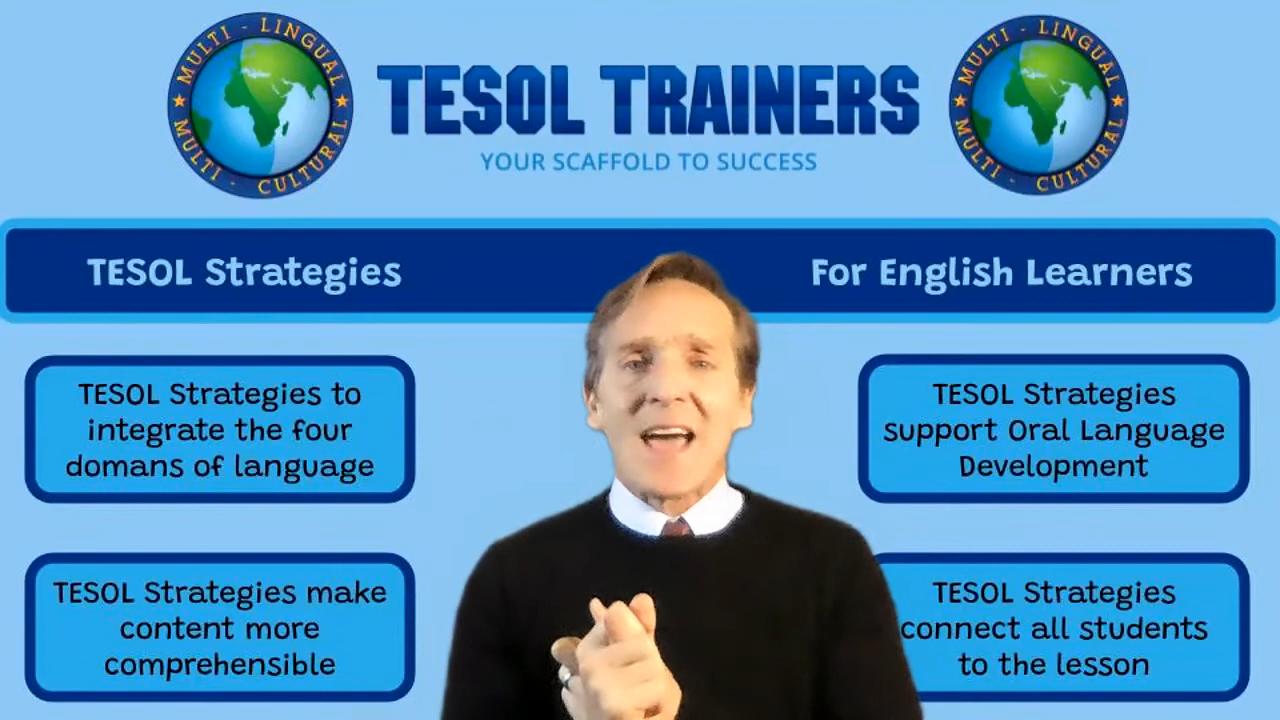 MULTI - LINGUAL
MULTI - CULTURAL
TESOL TRAINERS
YOUR SCAFFOLD TO SUCCESS
MULTI - LINGUAL
MULTI - CULTURAL
TESOL Strategies
For English Learners
TESOL Strategies to
integrate the four
domans of language
TESOL Strategies
support Oral Language
Development
TESOL Strategies make
content more
comprehensible
TESOL Strategies
connect all students
to the lesson